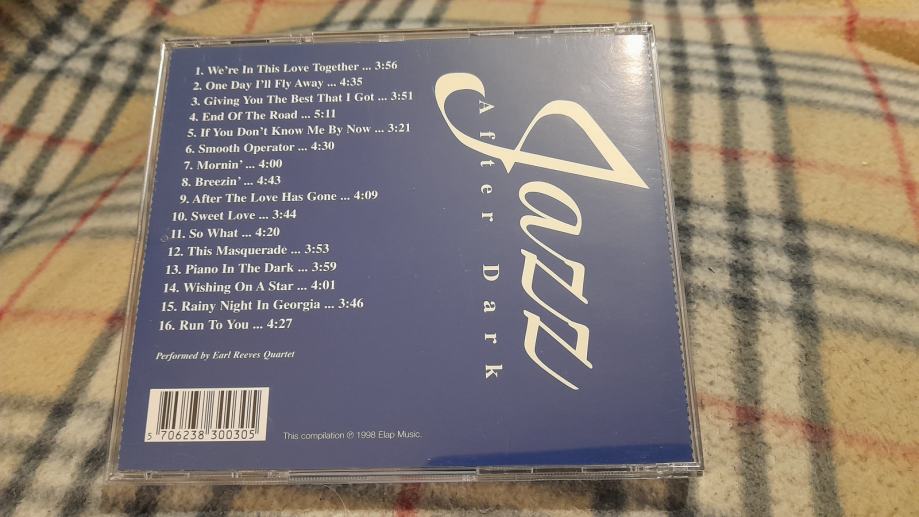 1. We're In This Love Together ... 3:56
2. One Day I'll Fly Away ... 4:35
3. Giving You The Best That I Got ... 3:51
4. End Of The Road ... 5:11
5. If You Don't Know Me By Now ... 3:21
6. Smooth Operator ... 4:30
7. Mornin' ... 4:00
8. Breezin' ... 4:43
9. After The Love Has Gone ... 4:09
10. Sweet Love ... 3:44
11. So What ... 4:20
12. This Masquerade ... 3:53
13. Piano In The Dark ... 3:59
14. Wishing On A Star ... 4:01
15. Rainy Night In Georgia ... 3:46
16. Run To You ... 4:27
Performed by Earl Reeves Quartet
5 706238 300305
This compilation ℗ 1998 Elap Music.
Jazz
After Dark